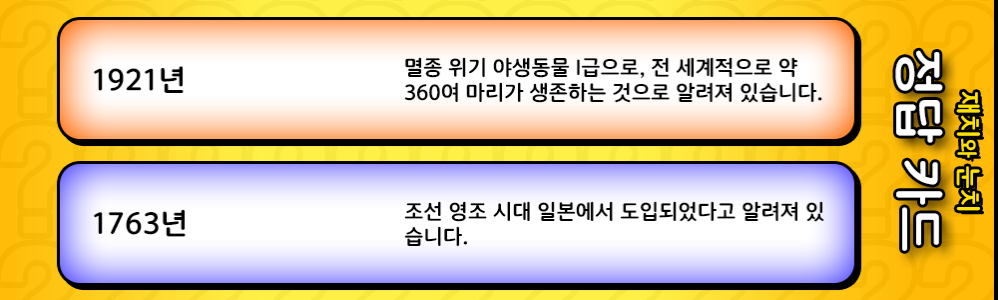 1921년
멸종 위기 야생동물 I급으로, 전 세계적으로 약
360여 마리가 생존하는 것으로 알려져 있습니다.
1763년
조선 영조 시대 일본에서 도입되었다고 알려져 있
습니다.
재치와 눈치
정답 카드